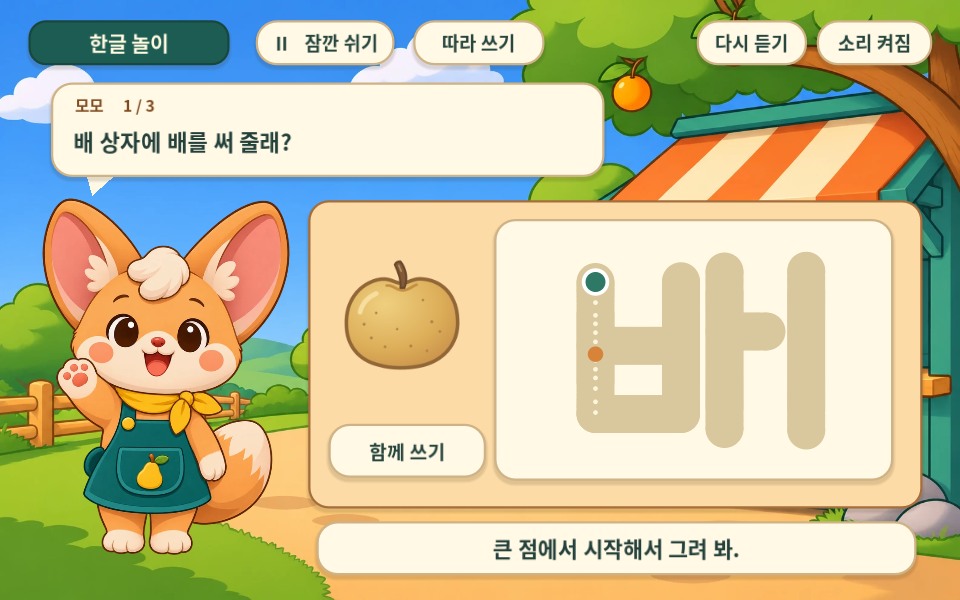 한글 놀이
잠깐 쉬기
따라 쓰기
다시 듣기
소리 켜짐
모모 1 / 3
배 상자에 배를 써 줄래?
배
함께 쓰기
큰 점에서 시작해서 그려 봐.